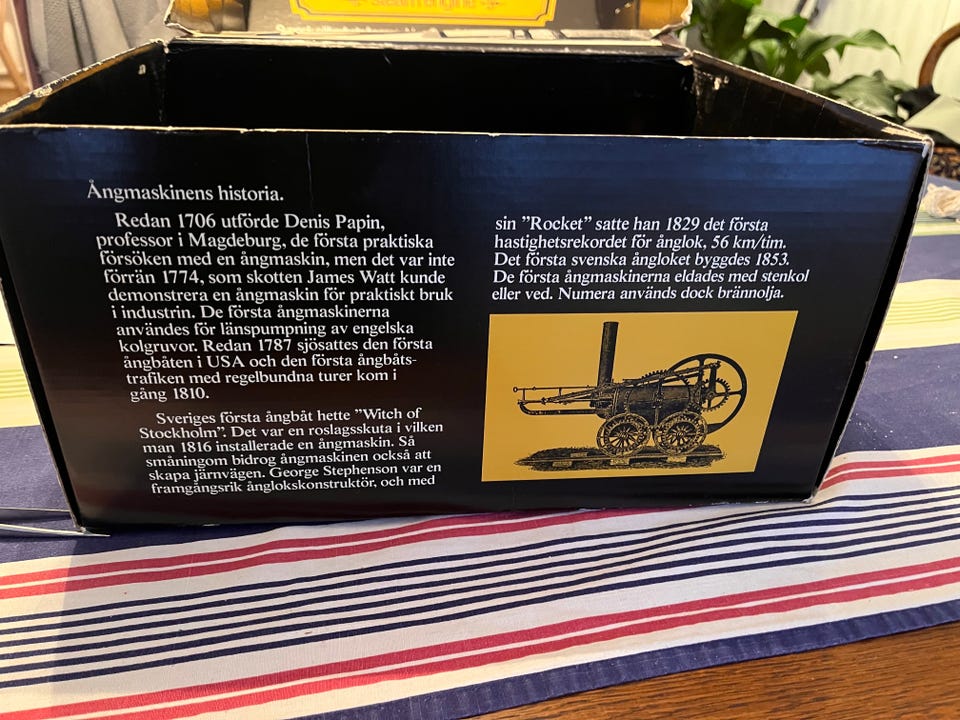 steam engine
Ångmaskinens historia.
Redan 1706 utförde Denis Papin,
professor i Magdeburg, de första praktiska
försöken med en ångmaskin, men det var inte
förrän 1774, som skotten James Watt kunde
demonstrera en ångmaskin för praktiskt bruk
i industrin. De första ångmaskinerna
användes för länspumpning av engelska
kolgruvor. Redan 1787 sjösattes den första
ångbåten i USA och den första ångbåts-
trafiken med regelbundna turer kom i
gång 1810.
Sveriges första ångbåt hette ”Witch of
Stockholm”. Det var en roslagsskuta i vilken
man 1816 installerade en ångmaskin. Så
småningom bidrog ångmaskinen också att
skapa järnvägen. George Stephenson var en
framgångsrik ånglokskonstruktör, och med
sin ”Rocket” satte han 1829 det första
hastighetsrekordet för ånglok, 56 km/tim.
Det första svenska ångloket byggdes 1853.
De första ångmaskinerna eldades med stenkol
eller ved. Numera används dock brännolja.